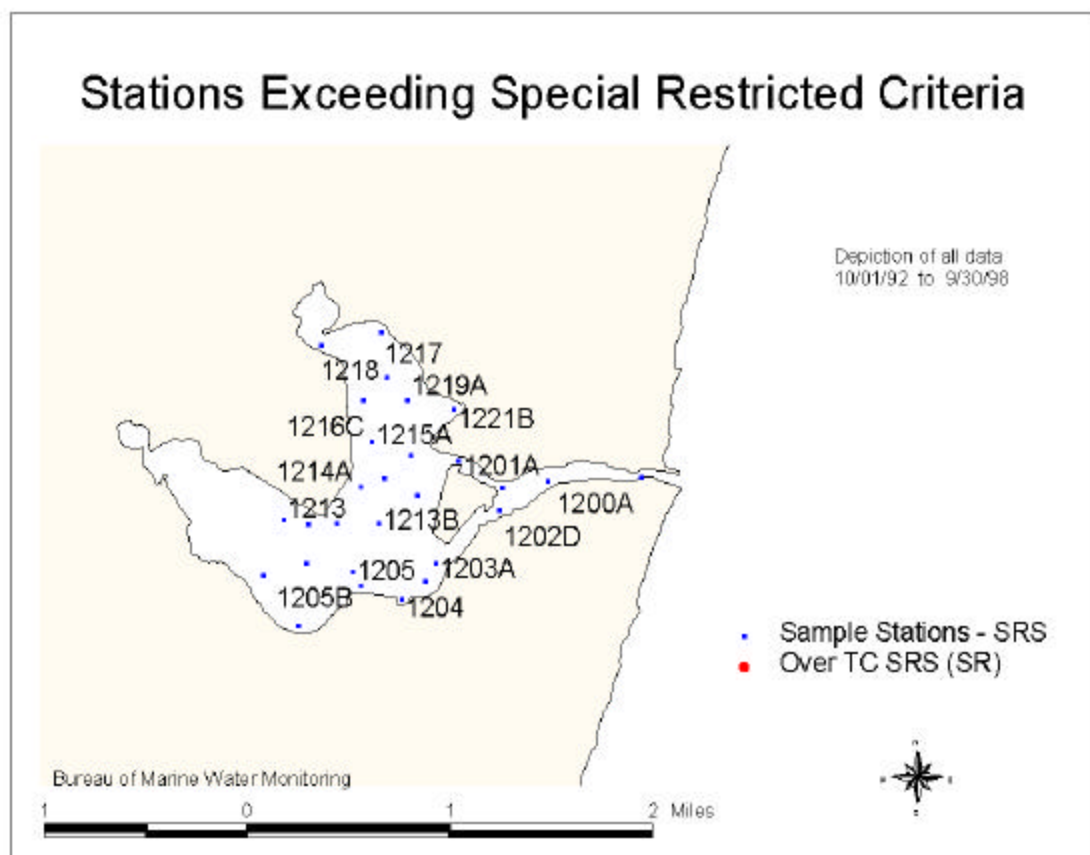 Stations Exceeding Special Restricted Criteria
Depiction of all data
10/01/92 to 9/30/98
1217
1218
1219A
1221B
1216C
1215A
1201A
1214A
1200A
1213
1213B
1202D
1205
1203A
1205B
1204
Sample Stations - SRS
Over TC SRS (SR)
Bureau of Marine Water Monitoring
1 0 1 2 Miles